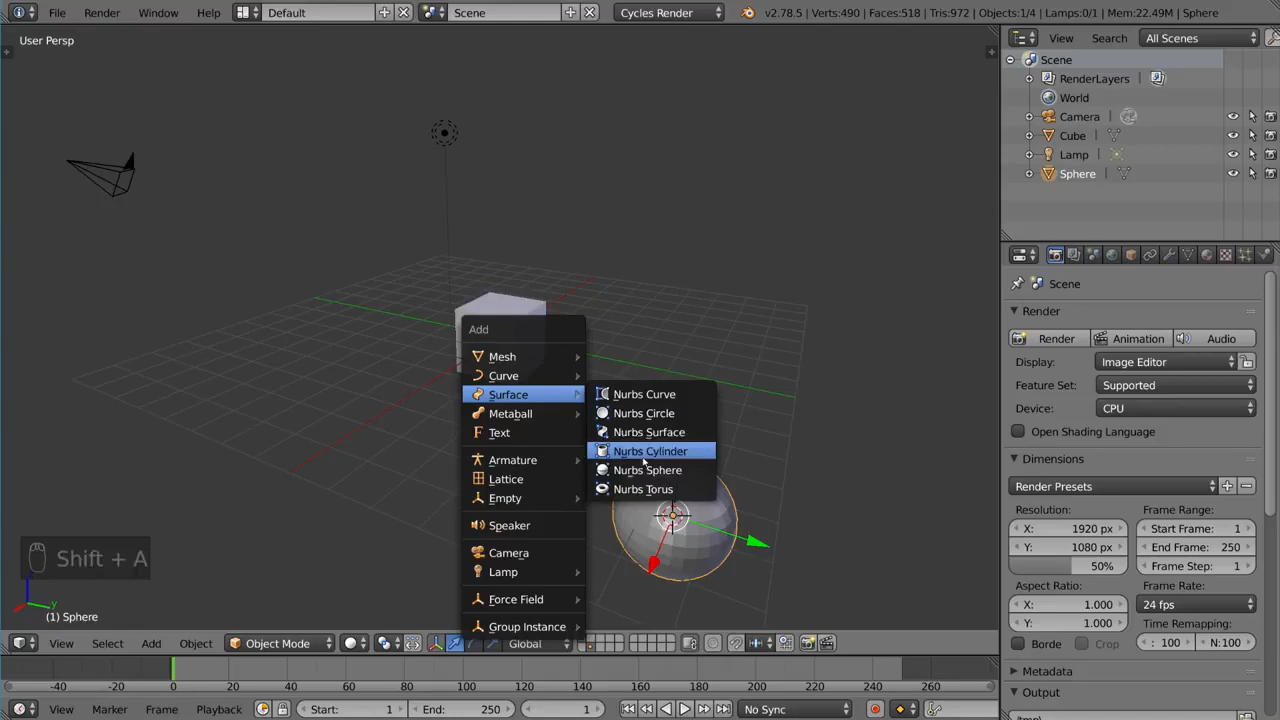 File Render Window Help Default Scene Cycles Render v2.78.5 | Verts:490 | Faces:518 | Tris:972 | Objects:1/4 | Lamps:0/1 | Mem:22.49M | Sphere
User Persp
View Search All Scenes
Scene
RenderLayers
World
Camera
Cube
Lamp
Sphere
Scene
Render
Render Animation Audio
Display: Image Editor
Feature Set: Supported
Device: CPU
Open Shading Language
Dimensions
Render Presets
Resolution: Frame Range:
X: 1920 px Start Frame: 1
Y: 1080 px End Frame: 250
50% Frame Step: 1
Aspect Ratio: Frame Rate:
X: 1.000 24 fps
Y: 1.000 Time Remapping:
Borde Crop : 100 N:100
Metadata
Output
Add
Mesh
Curve
Surface
Metaball
Text
Armature
Lattice
Empty
Speaker
Camera
Lamp
Force Field
Group Instance
Nurbs Curve
Nurbs Circle
Nurbs Surface
Nurbs Cylinder
Nurbs Sphere
Nurbs Torus
Shift + A
z
y
(1) Sphere
View Select Add Object Object Mode Global
-40 -20 0 20 40 60 80 100 120 140 160 180 200 220 240 260
View Marker Frame Playback Start: 1 End: 250 1 No Sync